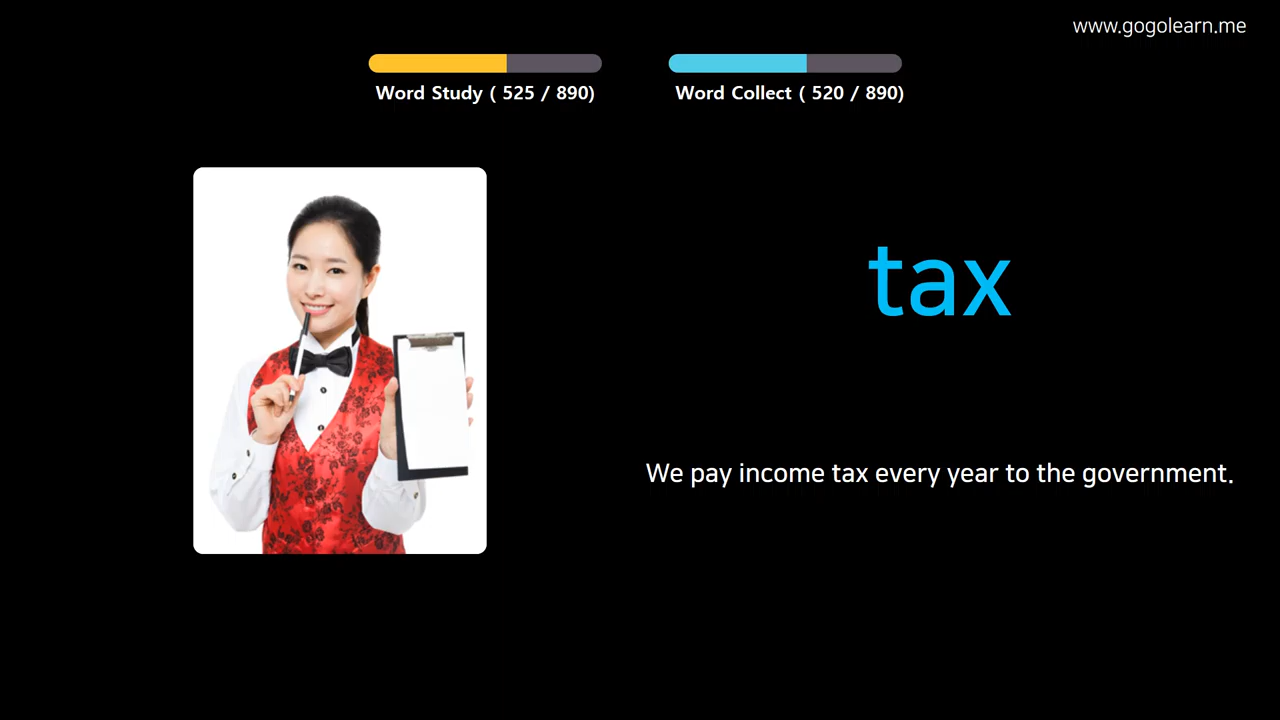 www.gogolearn.me
Word Study ( 525 / 890)
Word Collect ( 520 / 890)
tax
We pay income tax every year to the government.